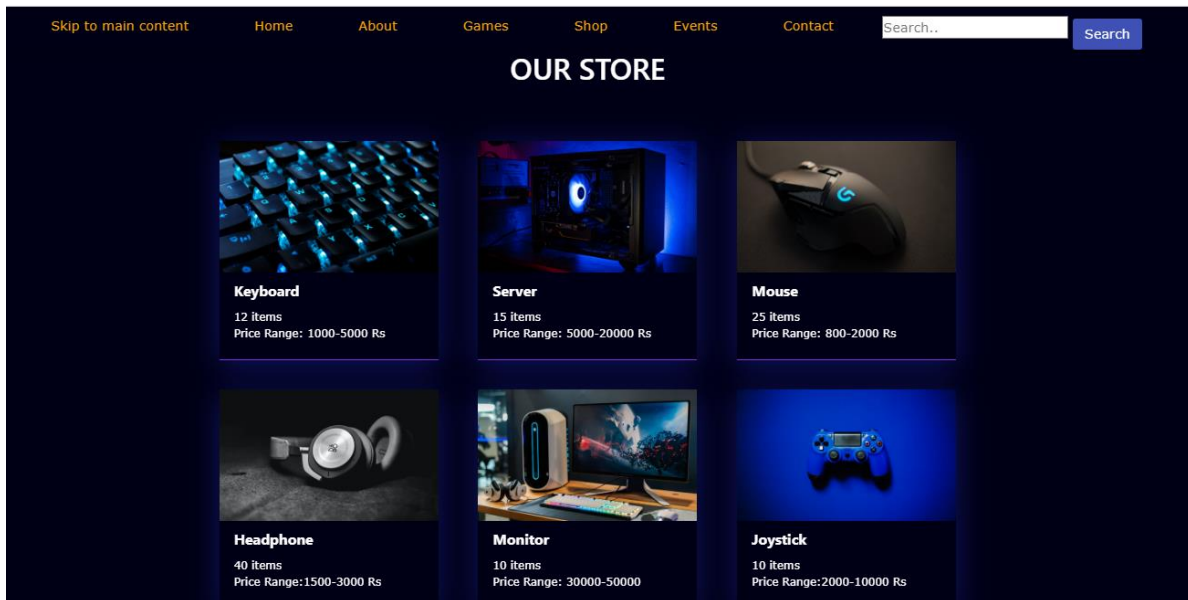 Skip to main content Home About Games Shop Events Contact Search.. Search
OUR STORE
Keyboard
12 items
Price Range: 1000-5000 Rs
Server
15 items
Price Range: 5000-20000 Rs
Mouse
25 items
Price Range: 800-2000 Rs
Headphone
40 items
Price Range:1500-3000 Rs
Monitor
10 items
Price Range: 30000-50000
Joystick
10 items
Price Range:2000-10000 Rs